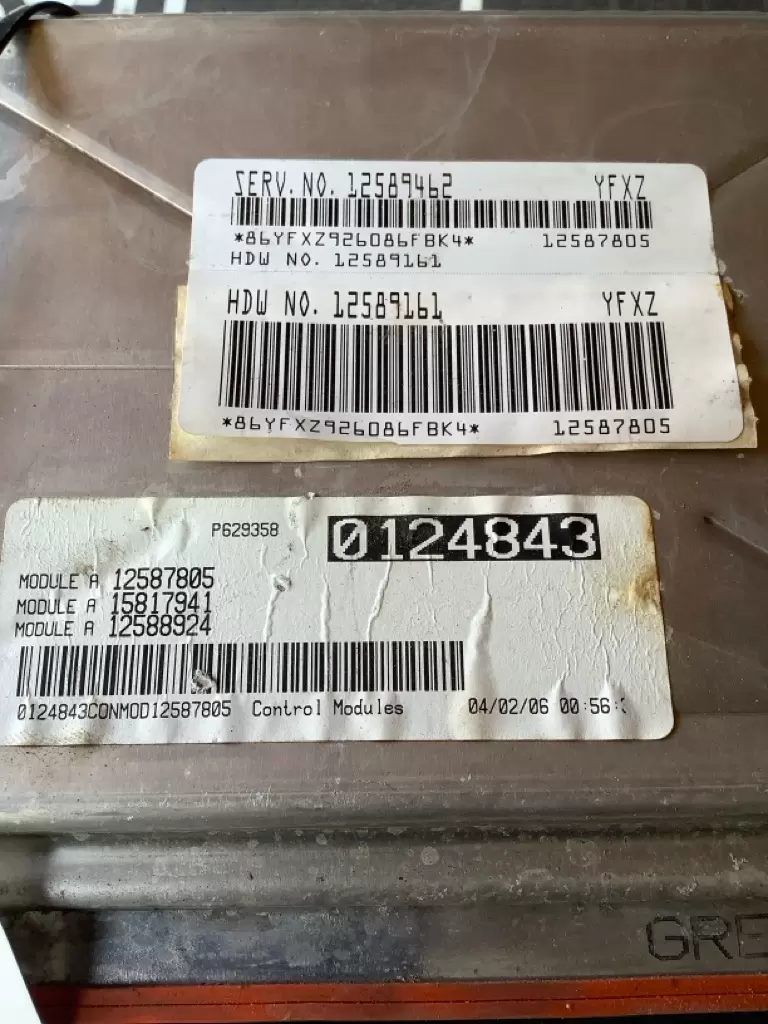 SERV. NO. 12589462 YFXZ
*86YFXZ926086FBK4* 12587805
HDW NO. 12589161
HDW NO. 12589161 YFXZ
*86YFXZ926086FBK4* 12587805
P629358 0124843
MODULE A 12587805
MODULE A 15817941
MODULE A 12588924
0124843CONMOD12587805 Control Modules 04/02/06 00:56:
GRE